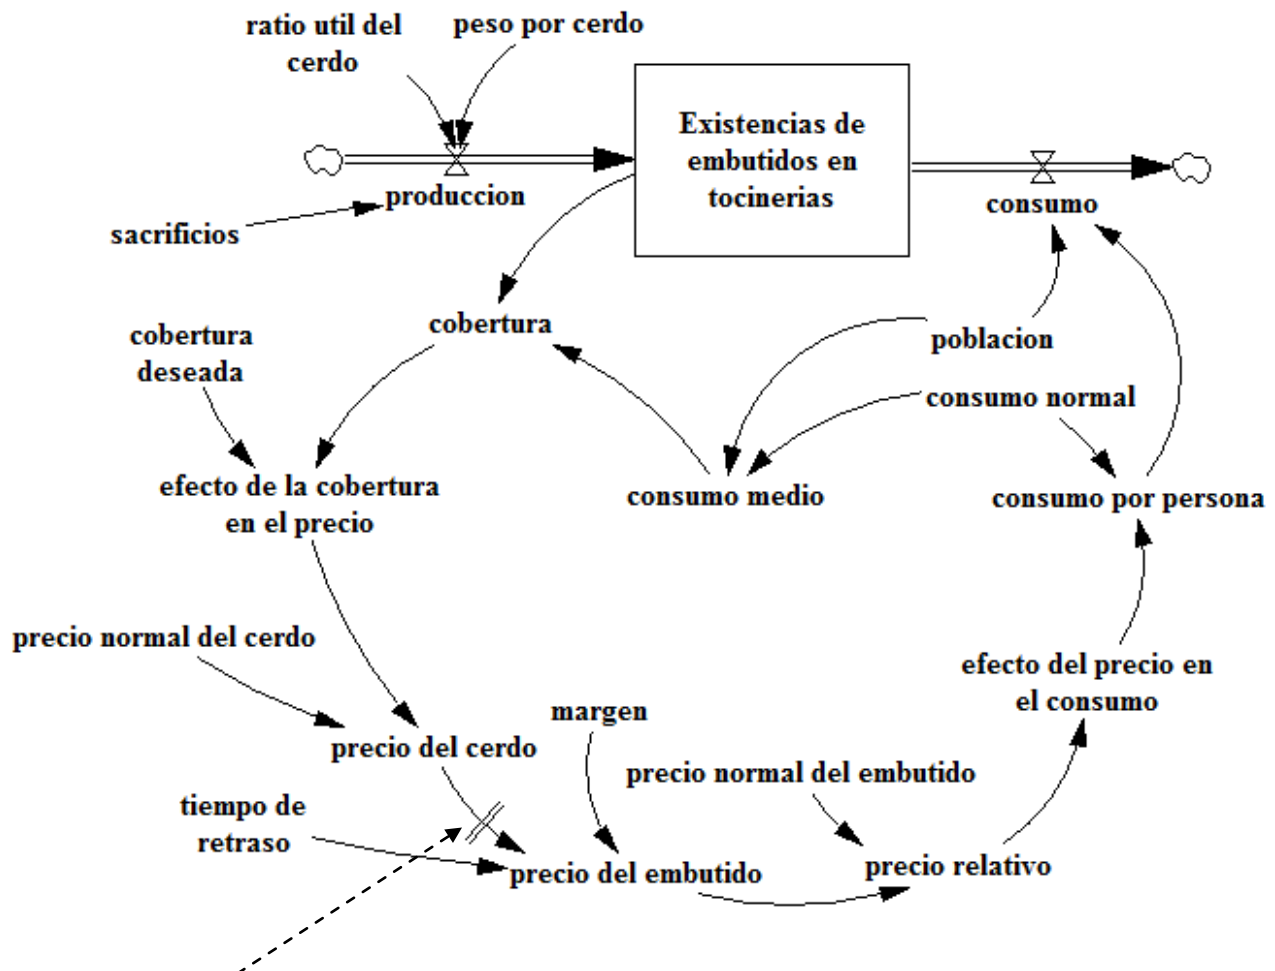 ratio util del
cerdo
peso por cerdo
Existencias de
embutidos en
tocinerias
produccion
consumo
sacrificios
cobertura
cobertura
deseada
poblacion
consumo normal
efecto de la cobertura
en el precio
consumo medio
consumo por persona
precio normal del cerdo
efecto del precio en
el consumo
margen
precio del cerdo
precio normal del embutido
tiempo de
retraso
precio del embutido
precio relativo